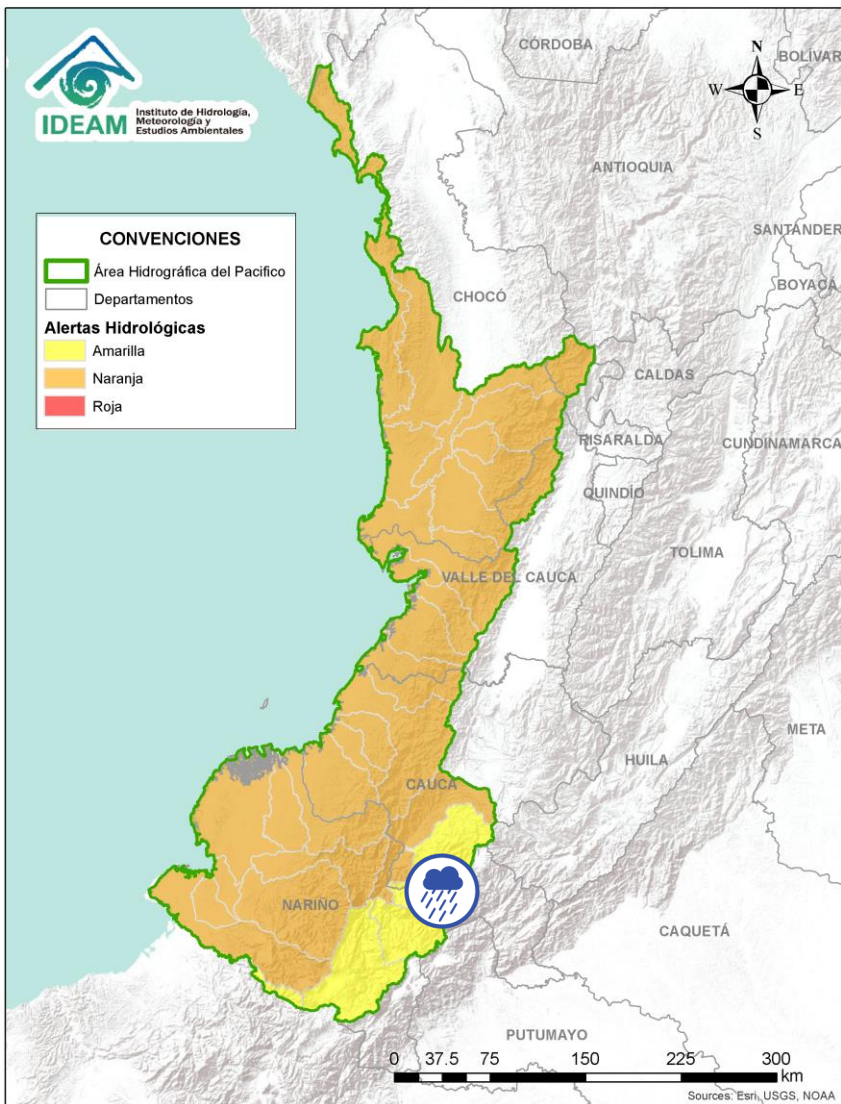 IDEAM
Instituto de Hidrología,
Meteorología y
Estudios Ambientales
CÓRDOBA
BOLÍVAR
N
W
E
S
ANTIOQUIA
SANTANDER
BOYACÁ
CONVENCIONES
Área Hidrográfica del Pacifico
Departamentos
Alertas Hidrológicas
Amarilla
Naranja
Roja
CHOCÓ
CALDAS
RISARALDA
CUNDINAMARCA
QUINDÍO
TOLIMA
VALLE DEL CAUCA
META
HUILA
CAUCA
NARIÑO
CAQUETÁ
PUTUMAYO
0 37.5 75 150 225 300
km
Sources: Esri, USGS, NOAA